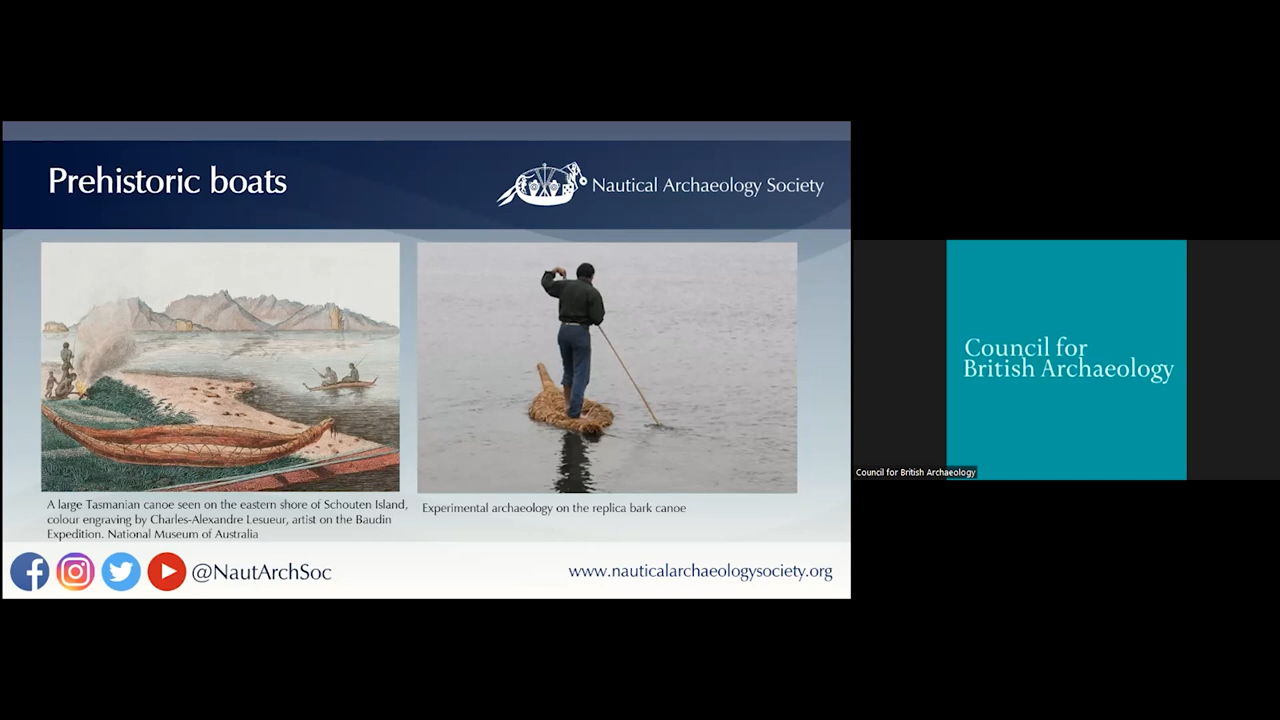 Prehistoric boats
Nautical Archaeology Society
A large Tasmanian canoe seen on the eastern shore of Schouten Island,
colour engraving by Charles-Alexandre Lesueur, artist on the Baudin
Expedition. National Museum of Australia
Experimental archaeology on the replica bark canoe
@NautArchSoc
www.nauticalarchaeologysociety.org
Council for
British Archaeology
Council for British Archaeology